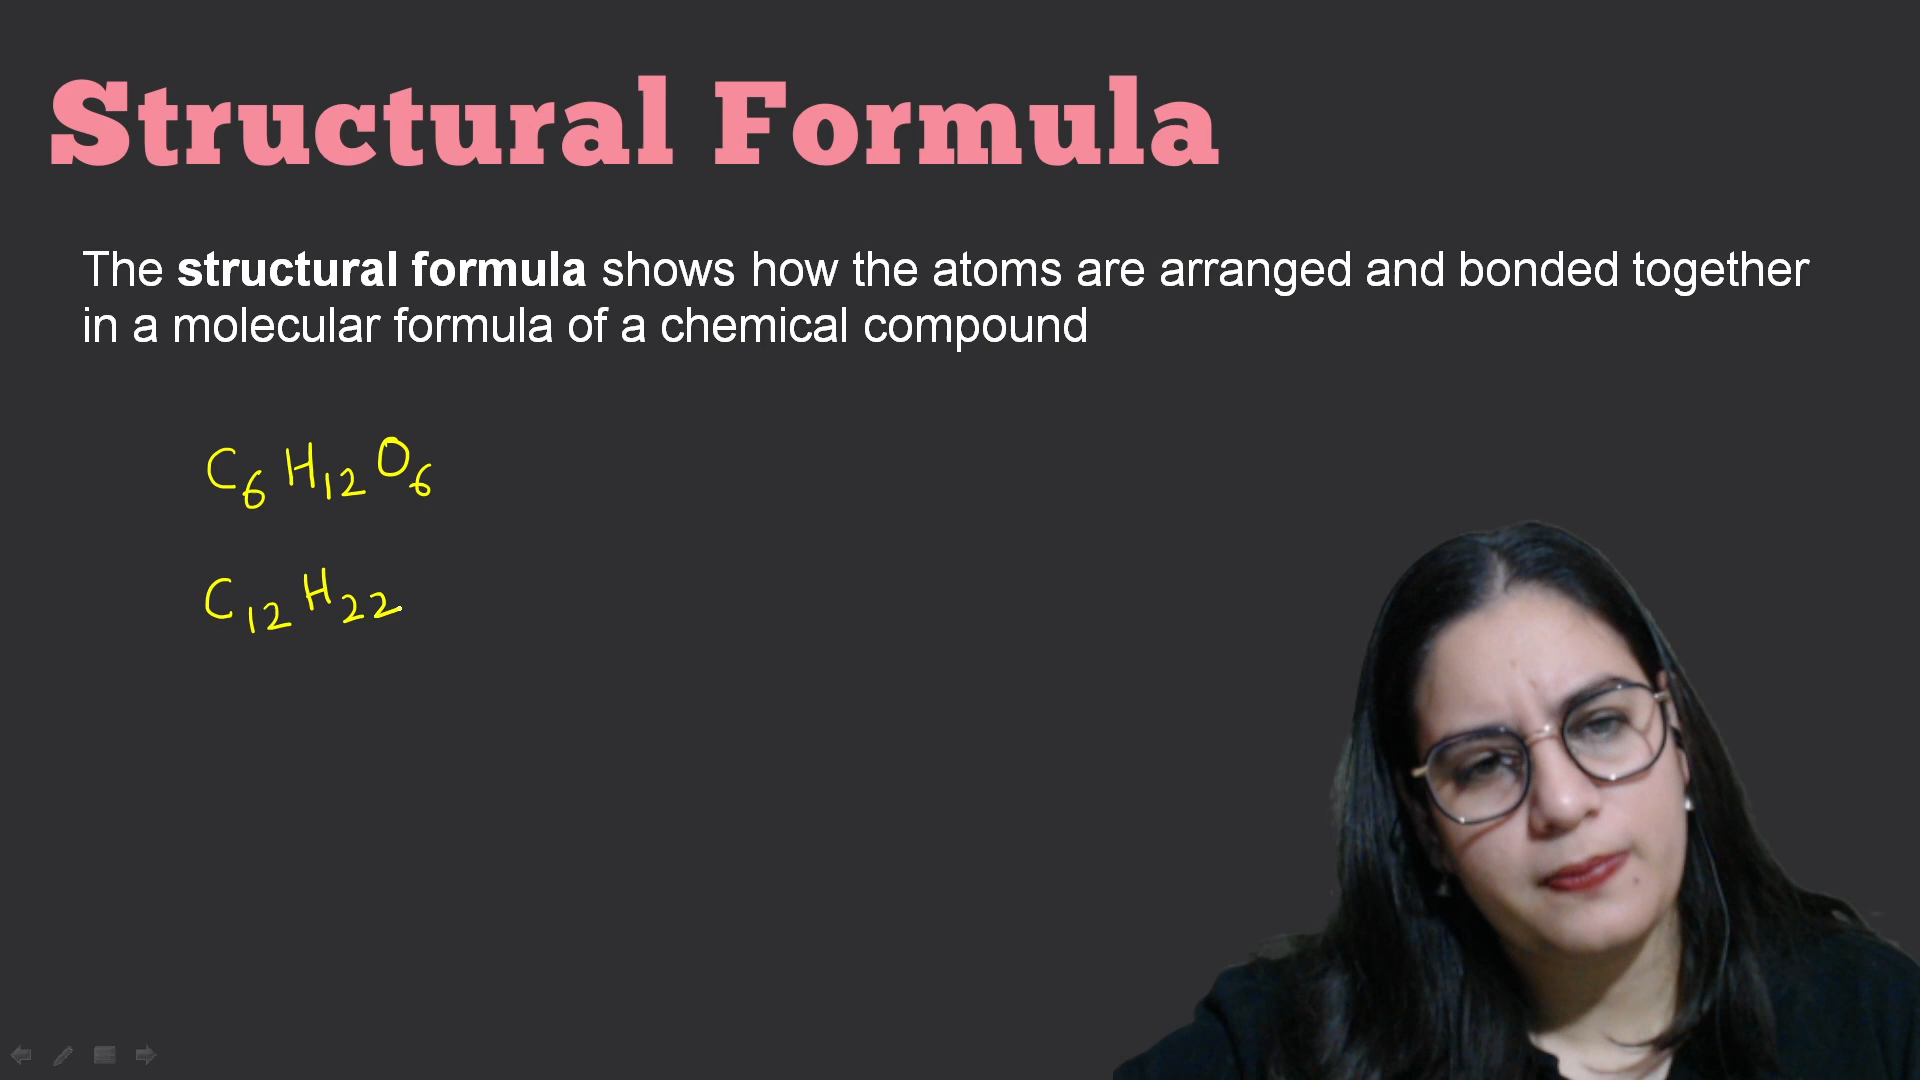 Structural Formula
The structural formula shows how the atoms are arranged and bonded together
in a molecular formula of a chemical compound
C₆H₁₂O₆
C₁₂H₂₂